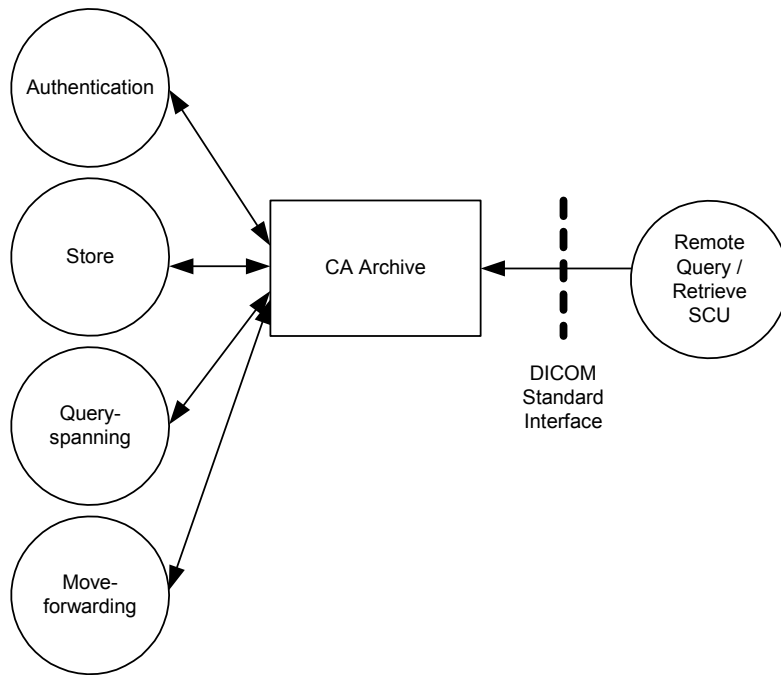 Authentication
Store
CA Archive
Remote
Query /
Retrieve
SCU
DICOM
Standard
Interface
Query-
spanning
Move-
forwarding